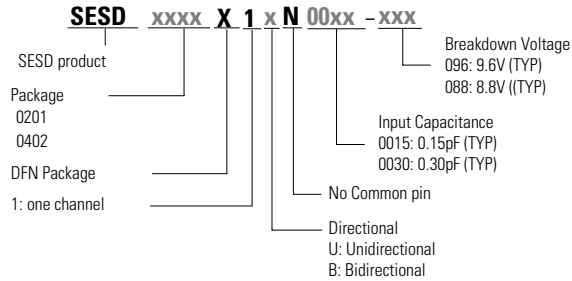 SESD xxxx X 1 x N 00xx - xxx
SESD product
Package
0201
0402
DFN Package
1: one channel
Breakdown Voltage
096: 9.6V (TYP)
088: 8.8V ((TYP)
Input Capacitance
0015: 0.15pF (TYP)
0030: 0.30pF (TYP)
No Common pin
Directional
U: Unidirectional
B: Bidirectional